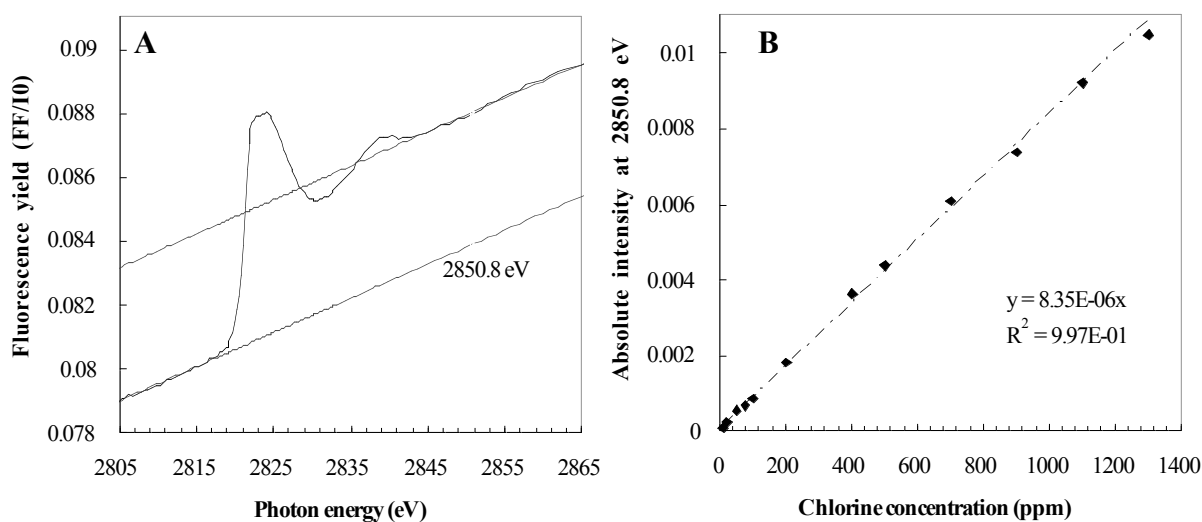 A
Fluorescence yield (FF/I0)
0.09
0.088
0.086
0.084
0.082
0.08
0.078
2850.8 eV
2805 2815 2825 2835 2845 2855 2865
Photon energy (eV)
B
Absolute intensity at 2850.8 eV
0.01
0.008
0.006
0.004
0.002
0
y = 8.35E-06x
R² = 9.97E-01
0 200 400 600 800 1000 1200 1400
Chlorine concentration (ppm)